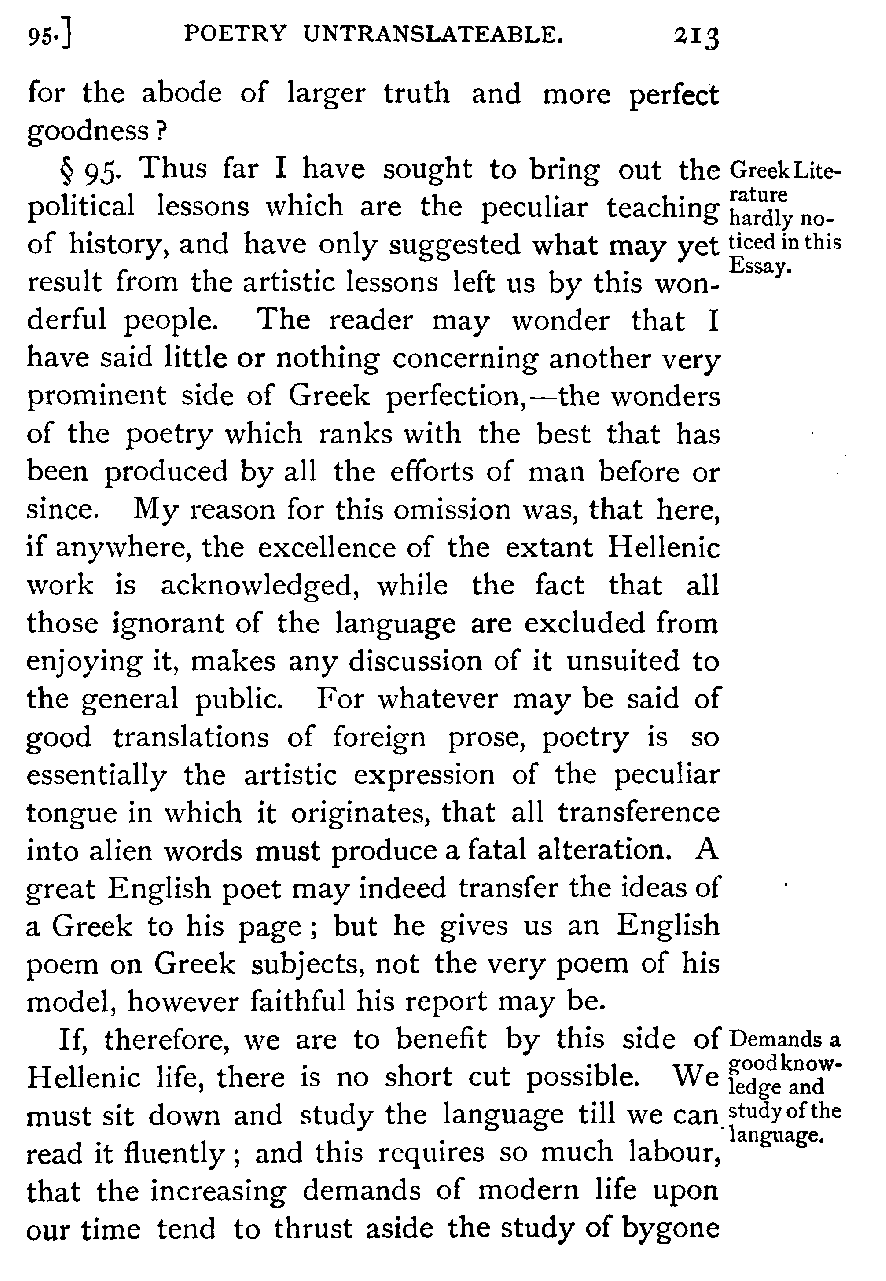 95.] POETRY UNTRANSLATEABLE. 213
for the abode of larger truth and more perfect
goodness ?
§ 95. Thus far I have sought to bring out the
political lessons which are the peculiar teaching
of history, and have only suggested what may yet
result from the artistic lessons left us by this won-
derful people. The reader may wonder that I
have said little or nothing concerning another very
prominent side of Greek perfection,—the wonders
of the poetry which ranks with the best that has
been produced by all the efforts of man before or
since. My reason for this omission was, that here,
if anywhere, the excellence of the extant Hellenic
work is acknowledged, while the fact that all
those ignorant of the language are excluded from
enjoying it, makes any discussion of it unsuited to
the general public. For whatever may be said of
good translations of foreign prose, poetry is so
essentially the artistic expression of the peculiar
tongue in which it originates, that all transference
into alien words must produce a fatal alteration. A
great English poet may indeed transfer the ideas of
a Greek to his page ; but he gives us an English
poem on Greek subjects, not the very poem of his
model, however faithful his report may be.
If, therefore, we are to benefit by this side of
Hellenic life, there is no short cut possible. We
must sit down and study the language till we can
read it fluently ; and this requires so much labour,
that the increasing demands of modern life upon
our time tend to thrust aside the study of bygone
Greek Lite-
rature
hardly no-
ticed in this
Essay.
Demands a
good know-
ledge and
study of the
language.